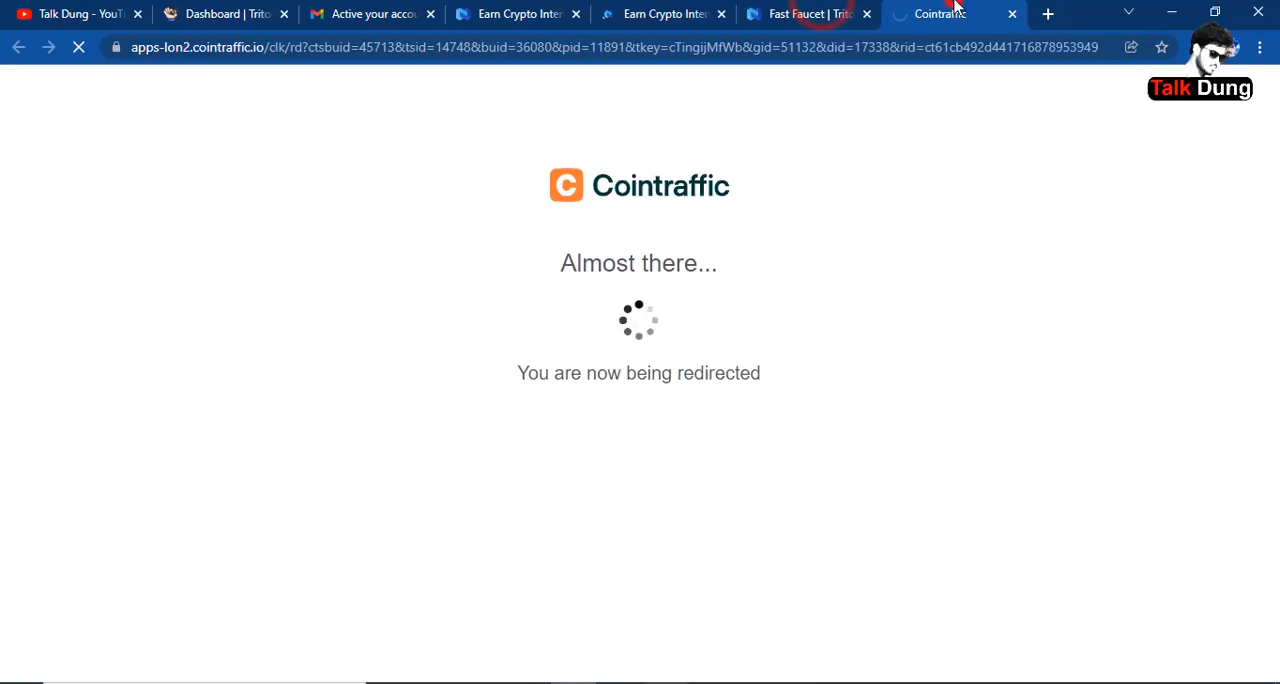 Talk Dung - YouT
Dashboard | Trito
Active your accou
Earn Crypto Inter
Earn Crypto Inter
Fast Faucet | Trito
Cointraffic
apps-lon2.cointraffic.io/clk/rd?ctsbuid=45713&tsid=14748&buid=36080&pid=11891&tkey=cTingijMfWb&gid=51132&did=17338&rid=ct61cb492d441716878953949
Talk Dung
C Cointraffic
Almost there...
You are now being redirected